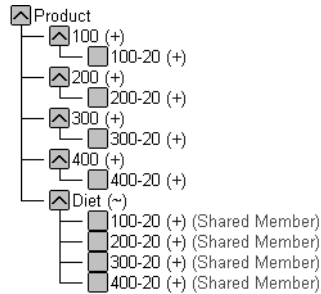 Product
100 (+)
100-20 (+)
200 (+)
200-20 (+)
300 (+)
300-20 (+)
400 (+)
400-20 (+)
Diet (~)
100-20 (+) (Shared Member)
200-20 (+) (Shared Member)
300-20 (+) (Shared Member)
400-20 (+) (Shared Member)